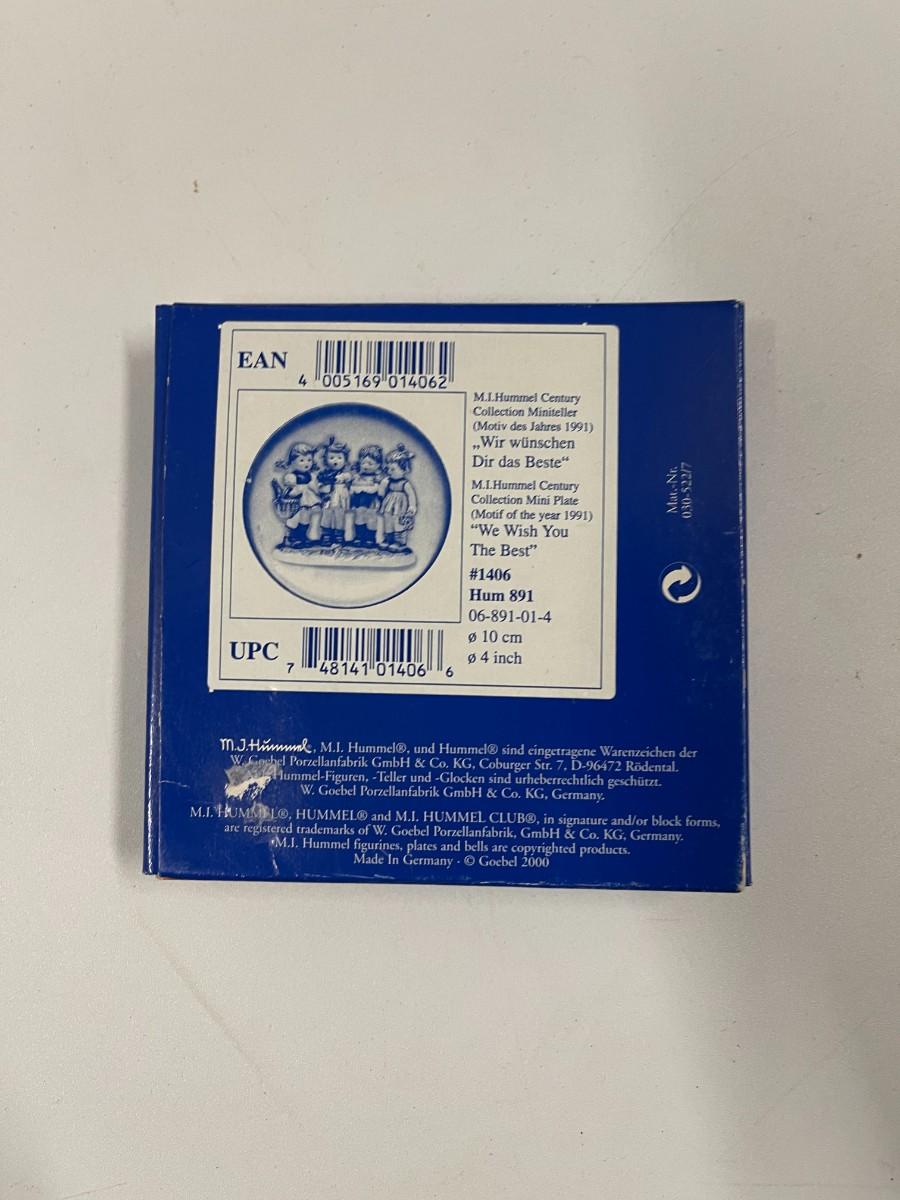 EAN
4 005169 014062
M.I.Hummel Century
Collection Miniteller
(Motiv des Jahres 1991)
„Wir wünschen
Dir das Beste“
M.I.Hummel Century
Collection Mini Plate
(Motif of the year 1991)
“We Wish You
The Best”
#1406
Hum 891
06-891-01-4
ø 10 cm
ø 4 inch
UPC
7 48141 01406 6
Mat.-Nr.
030-522/7
M.J.Hummel, M.I. Hummel®, und Hummel® sind eingetragene Warenzeichen der
W. Goebel Porzellanfabrik GmbH & Co. KG, Coburger Str. 7, D-96472 Rödental.
Hummel-Figuren, -Teller und -Glocken sind urheberrechtlich geschützt.
W. Goebel Porzellanfabrik GmbH & Co. KG, Germany.
M.I. HUMMEL®, HUMMEL® and M.I. HUMMEL CLUB®, in signature and/or block forms,
are registered trademarks of W. Goebel Porzellanfabrik, GmbH & Co. KG, Germany.
M.I. Hummel figurines, plates and bells are copyrighted products.
Made In Germany · © Goebel 2000